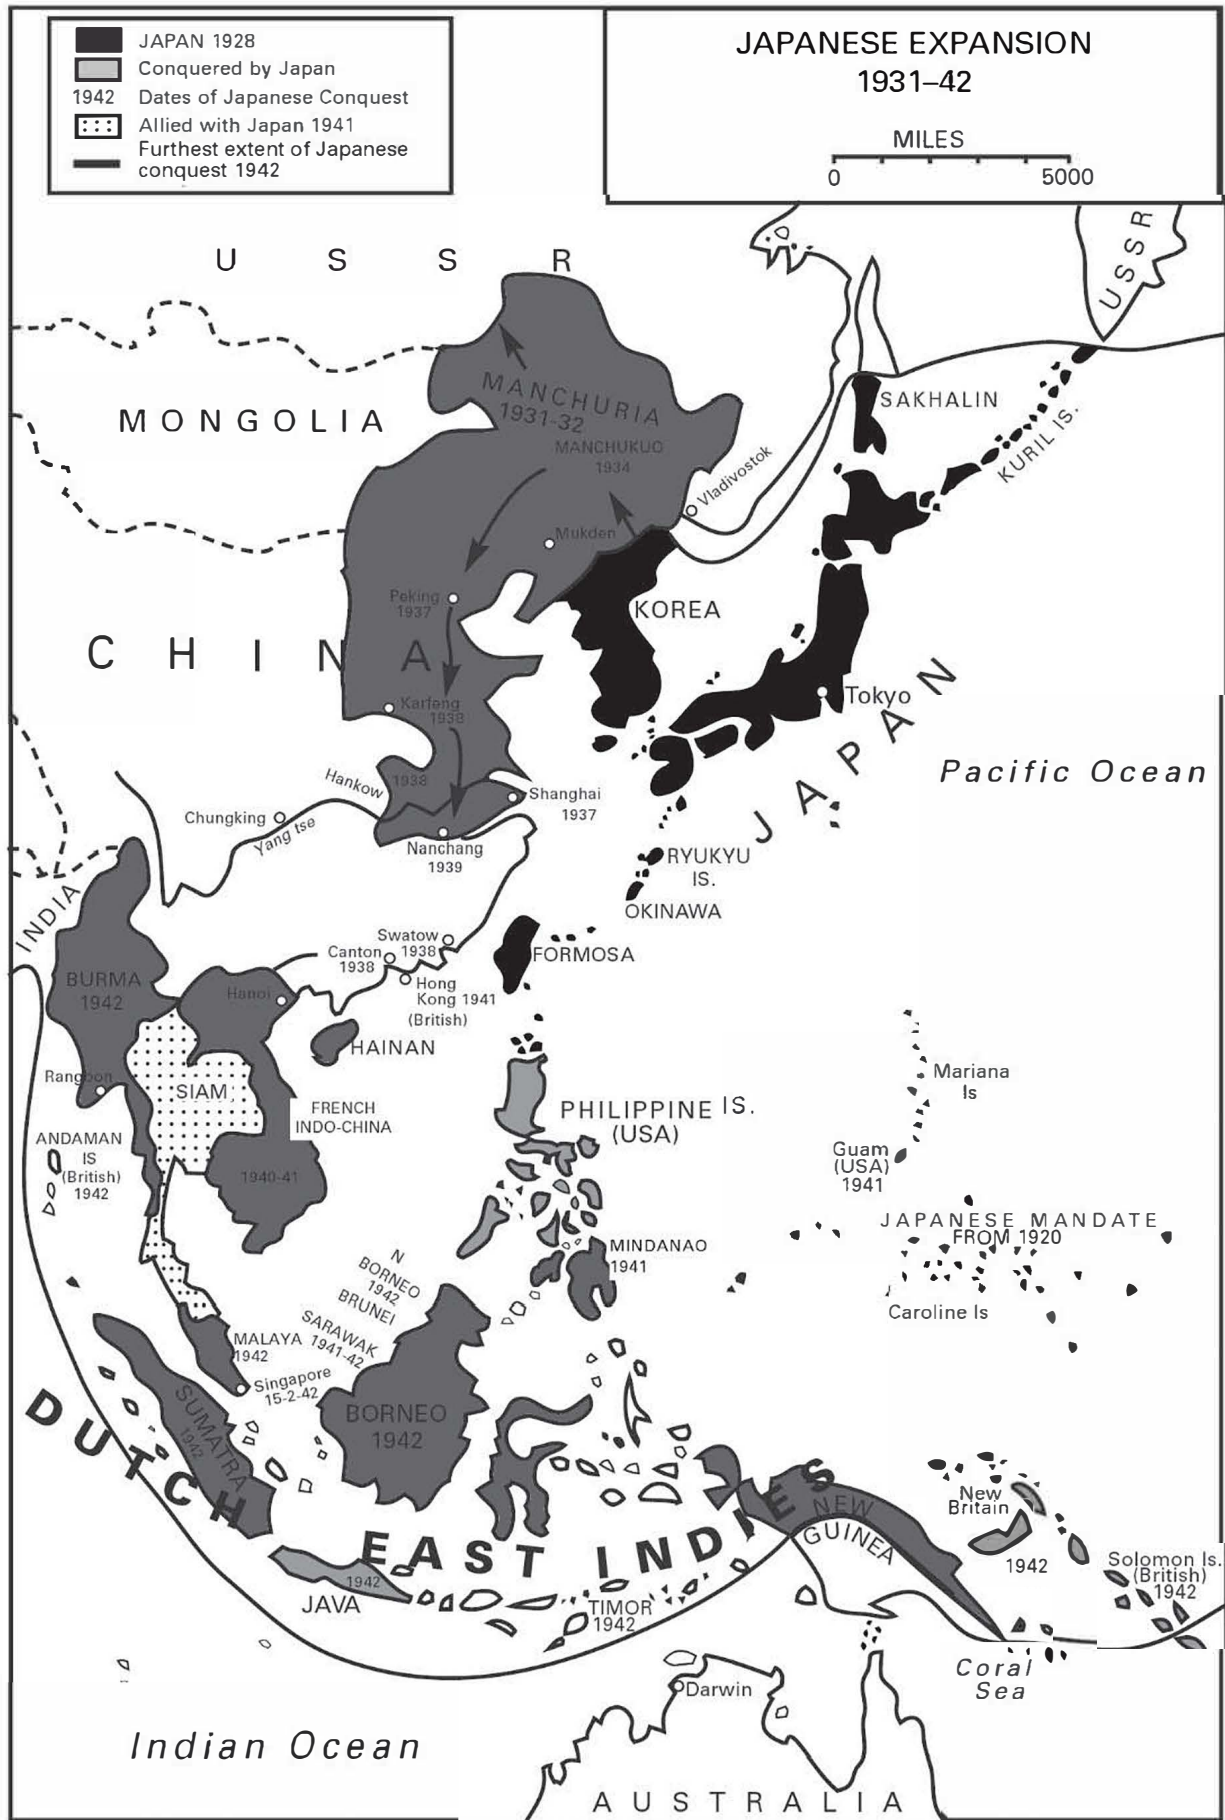 JAPAN 1928
Conquered by Japan
1942 Dates of Japanese Conquest
Allied with Japan 1941
Furthest extent of Japanese
conquest 1942
JAPANESE EXPANSION
1931–42
MILES
0 5000
U S S R
USSR
MONGOLIA
MANCHURIA
1931-32
MANCHUKUO
1934
SAKHALIN
KURIL IS.
Vladivostok
Mukden
Peking
1937
KOREA
CHINA
Karfeng
1938
Tokyo
JAPAN
Pacific Ocean
Hankow
1938
Shanghai
1937
Chungking
Yang tse
Nanchang
1939
RYUKYU
IS.
OKINAWA
INDIA
Swatow
1938
Canton
1938
FORMOSA
BURMA
1942
Hanoi
Hong
Kong 1941
(British)
HAINAN
Rangoon
SIAM
FRENCH
INDO-CHINA
PHILIPPINE IS.
(USA)
Mariana
Is
ANDAMAN
IS
(British)
1942
1940-41
Guam
(USA)
1941
JAPANESE MANDATE
FROM 1920
MINDANAO
1941
N
BORNEO
1942
BRUNEI
SARAWAK
1941-42
Caroline Is
MALAYA
1942
Singapore
15-2-42
SUMATRA
1942
BORNEO
1942
DUTCH EAST INDIES
NEW
GUINEA
New
Britain
1942
Solomon Is.
(British)
1942
1942
JAVA
TIMOR
1942
Coral
Sea
Darwin
Indian Ocean
AUSTRALIA